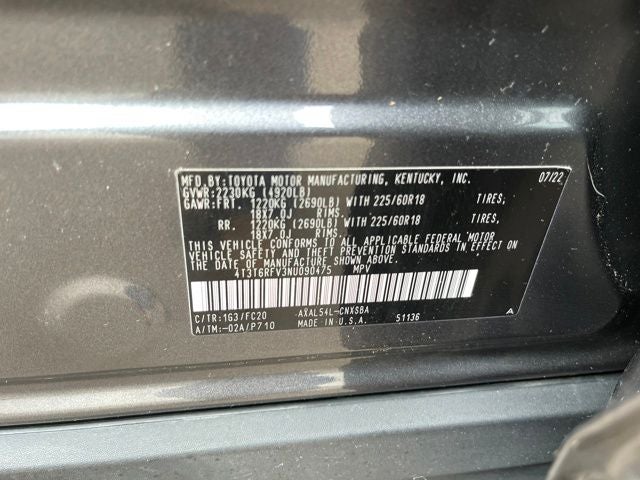 MFD.BY:TOYOTA MOTOR MANUFACTURING, KENTUCKY, INC. 07/22
GVWR:2230KG (4920LB)
GAWR:FRT. 1220KG (2690LB) WITH 225/60R18 TIRES,
18X7.0J RIMS.
RR. 1220KG (2690LB) WITH 225/60R18 TIRES,
18X7.0J RIMS.
THIS VEHICLE CONFORMS TO ALL APPLICABLE FEDERAL MOTOR
VEHICLE SAFETY AND THEFT PREVENTION STANDARDS IN
EFFECT ON THE DATE OF MANUFACTURE SHOWN ABOVE.
4T3T6RFV3NU090475 MPV
C/TR:1G3/FC20 AXAL54L-CNXSBA A
A/TM:-02A/P710 MADE IN U.S.A. 51136